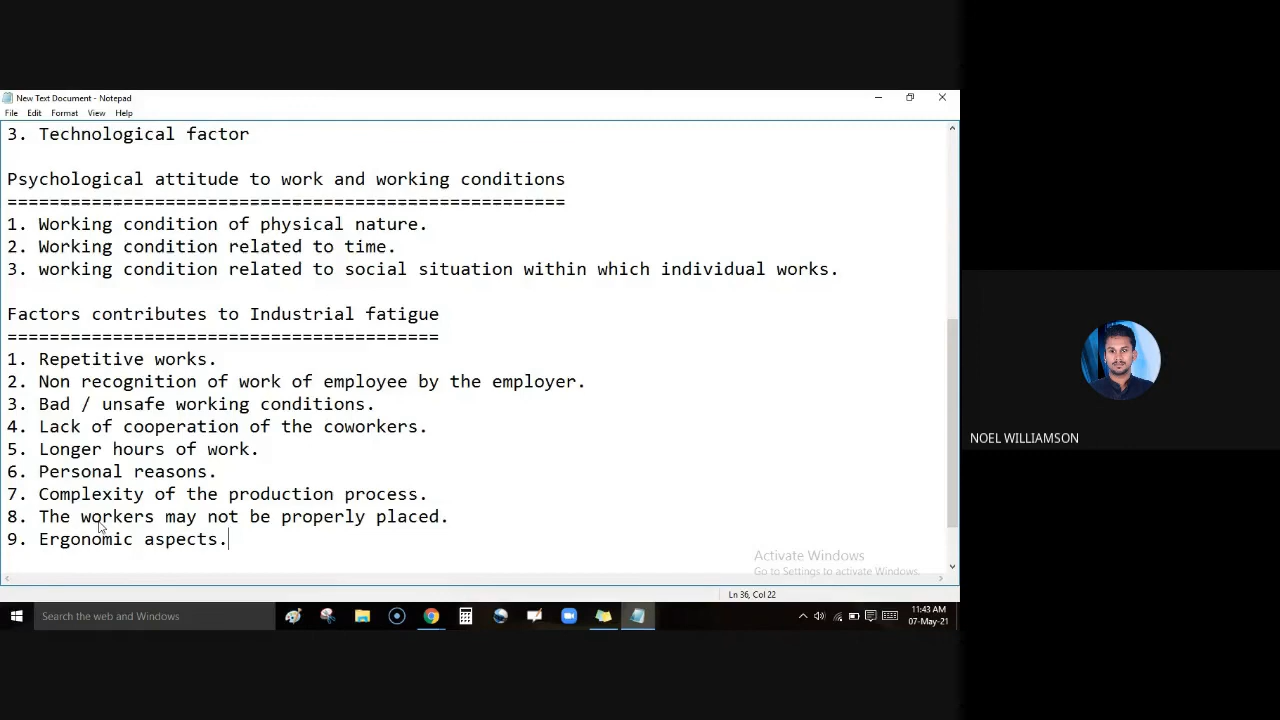 New Text Document - Notepad
File Edit Format View Help
3. Technological factor
Psychological attitude to work and working conditions
=====================================================
1. Working condition of physical nature.
2. Working condition related to time.
3. working condition related to social situation within which individual works.
Factors contributes to Industrial fatigue
=========================================
1. Repetitive works.
2. Non recognition of work of employee by the employer.
3. Bad / unsafe working conditions.
4. Lack of cooperation of the coworkers.
5. Longer hours of work.
6. Personal reasons.
7. Complexity of the production process.
8. The workers may not be properly placed.
9. Ergonomic aspects.
Activate Windows
Go to Settings to activate Windows.
Ln 36, Col 22
Search the web and Windows
11:43 AM
07-May-21
NOEL WILLIAMSON